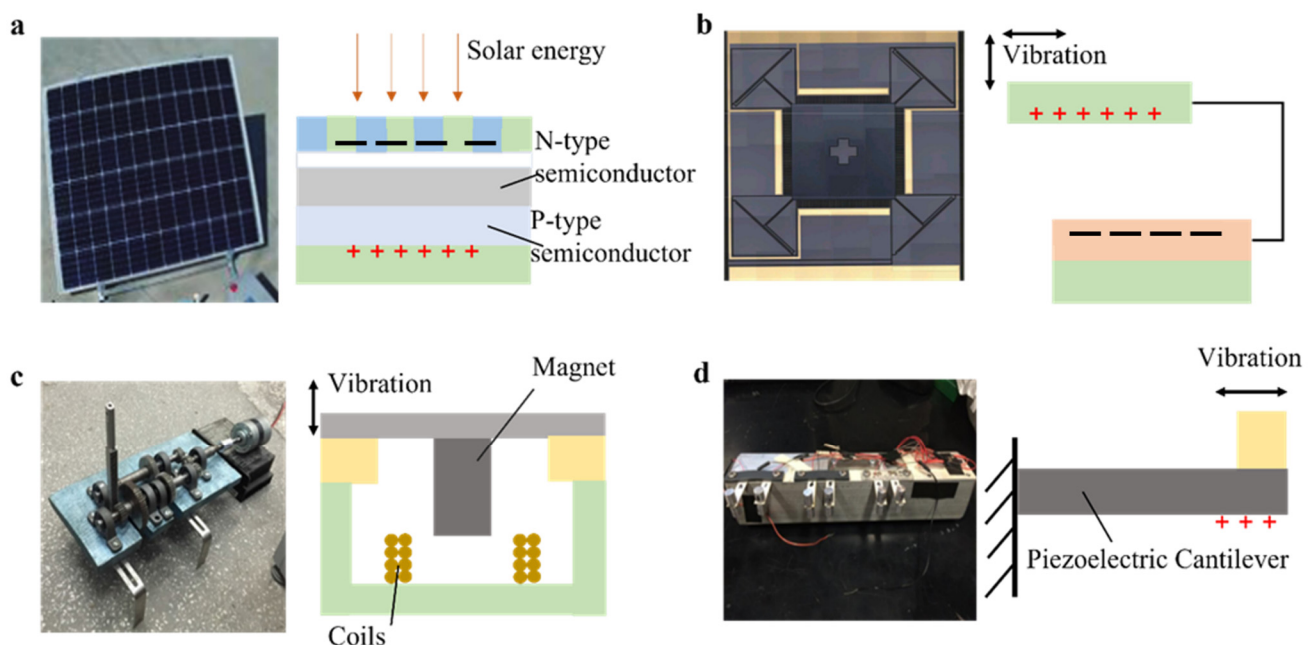 a
Solar energy
N-type
semiconductor
P-type
semiconductor
b
Vibration
c
Vibration
Magnet
Coils
d
Vibration
Piezoelectric Cantilever